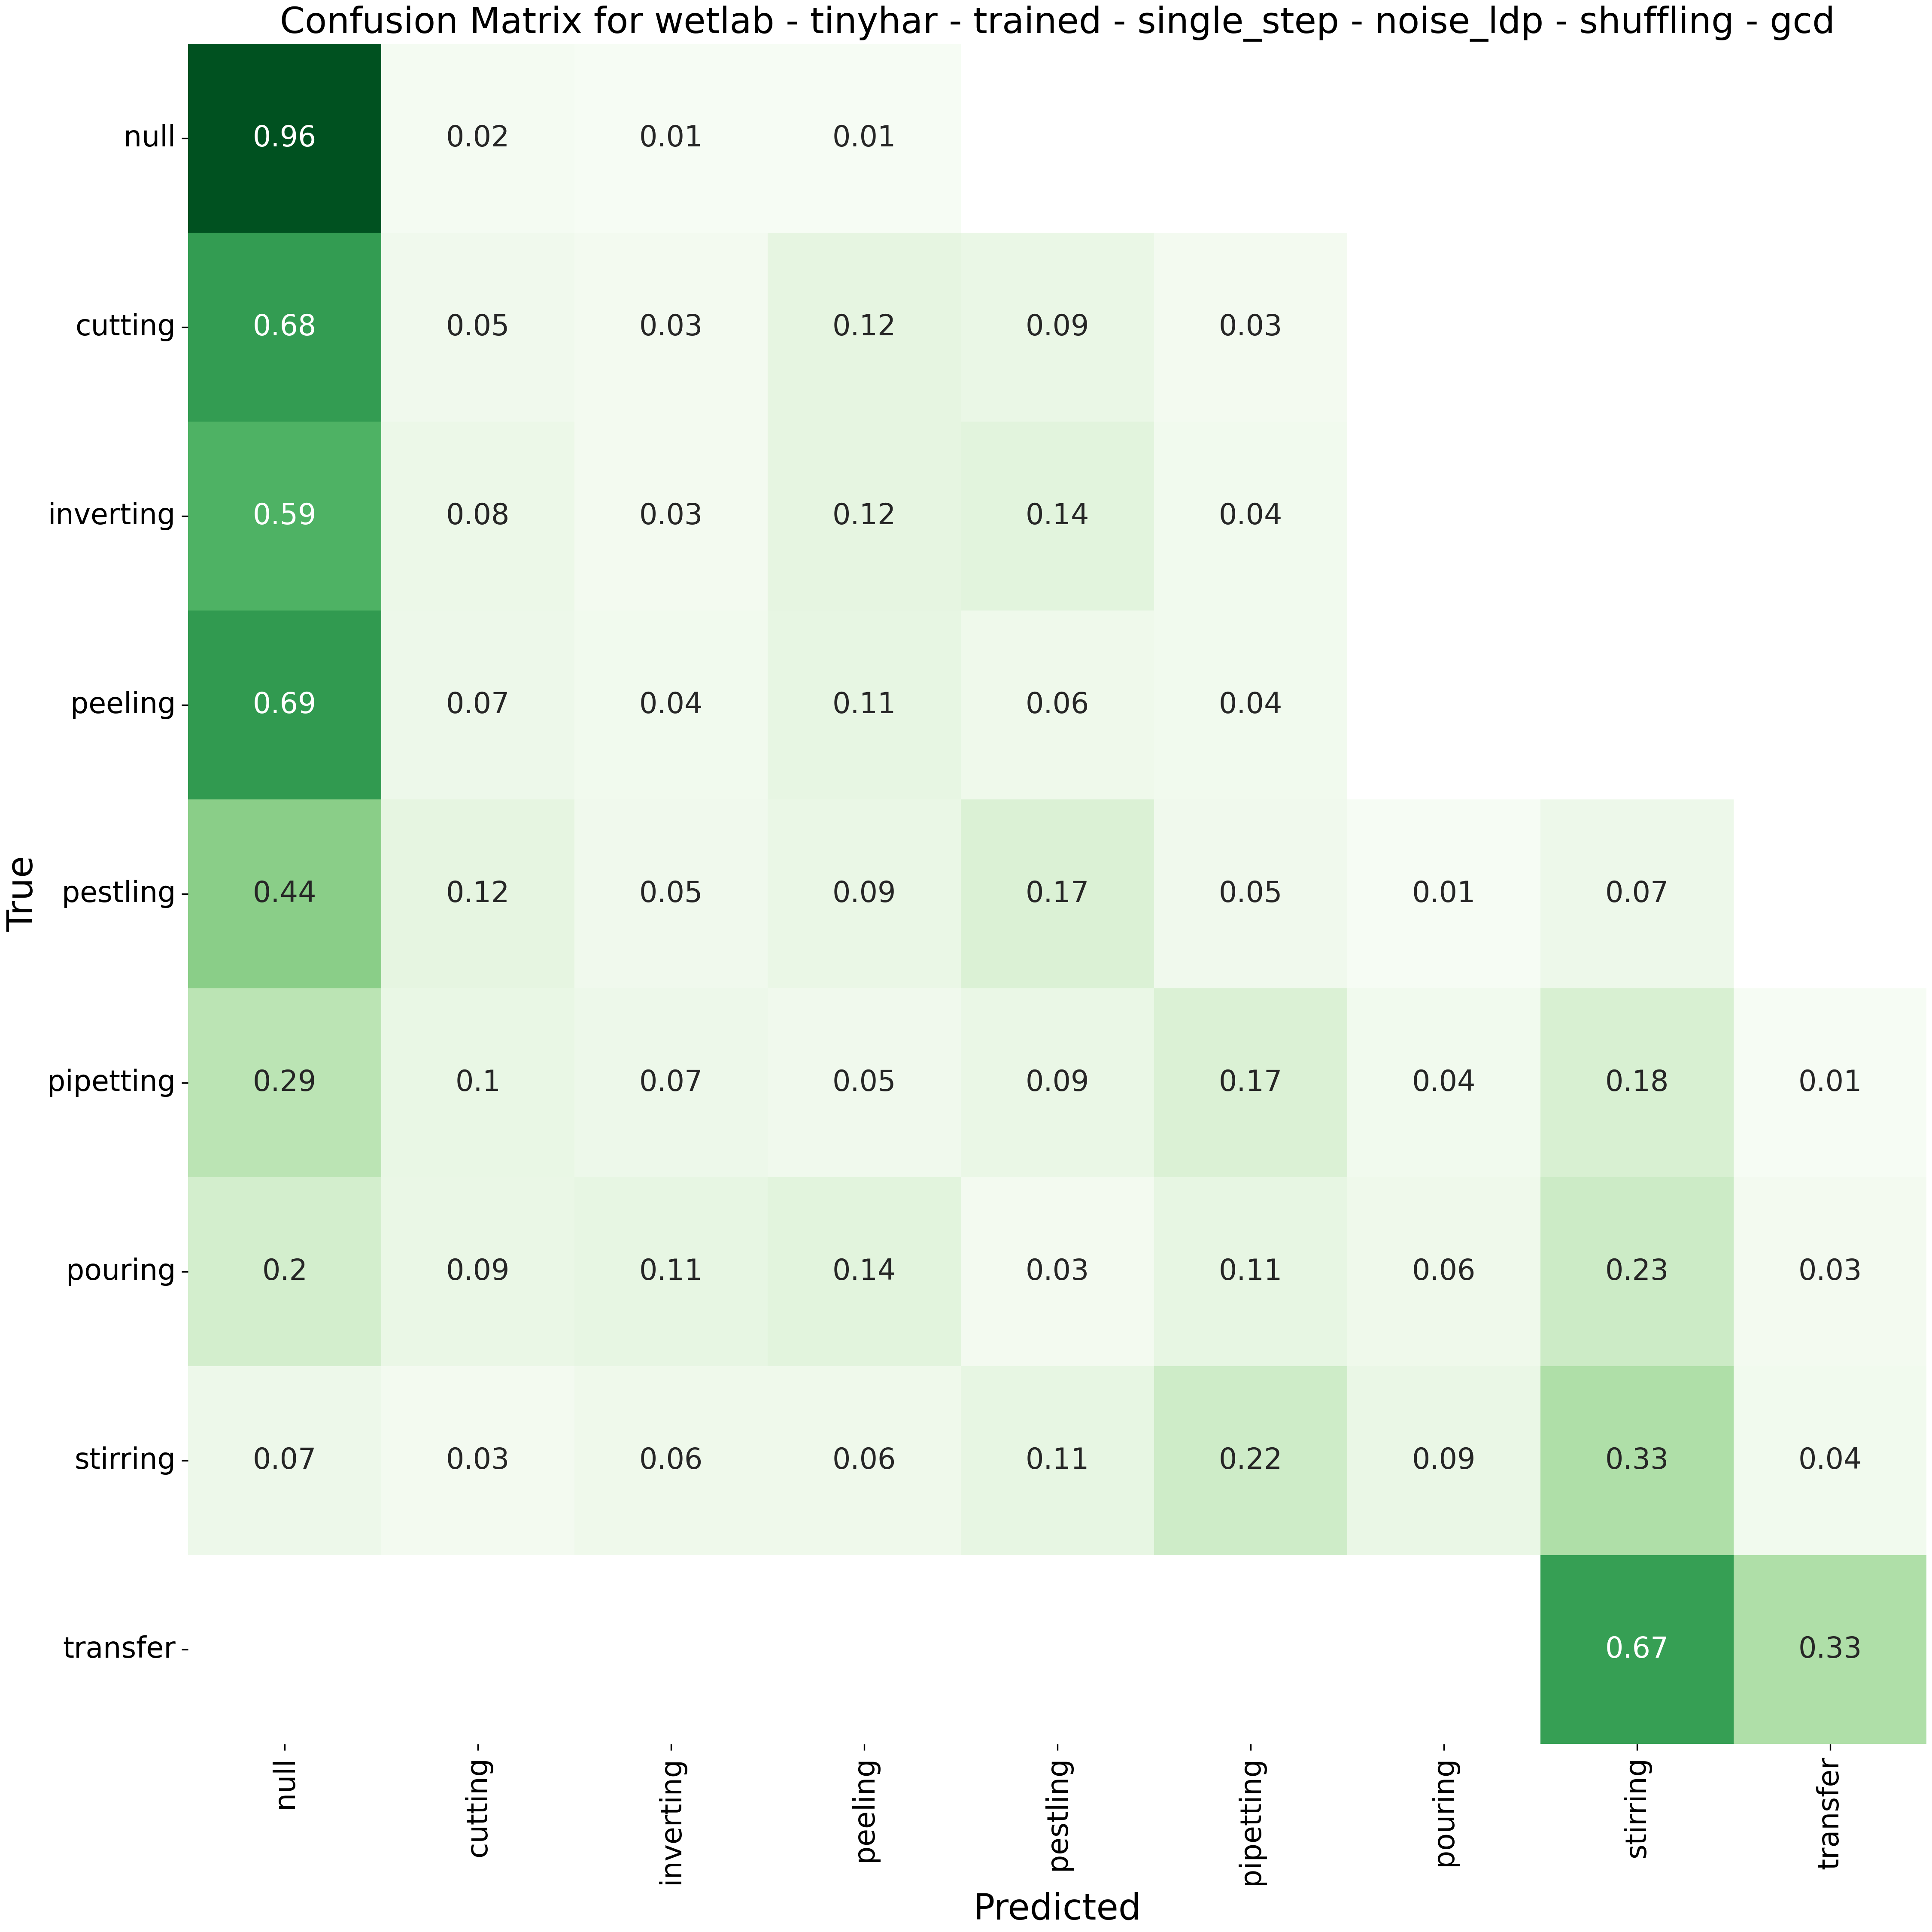 Confusion Matrix for wetlab - tinyhar - trained - single_step - noise_ldp - shuffling - gcd
True
null 0.96 0.02 0.01 0.01
cutting 0.68 0.05 0.03 0.12 0.09 0.03
inverting 0.59 0.08 0.03 0.12 0.14 0.04
peeling 0.69 0.07 0.04 0.11 0.06 0.04
pestling 0.44 0.12 0.05 0.09 0.17 0.05 0.01 0.07
pipetting 0.29 0.1 0.07 0.05 0.09 0.17 0.04 0.18 0.01
pouring 0.2 0.09 0.11 0.14 0.03 0.11 0.06 0.23 0.03
stirring 0.07 0.03 0.06 0.06 0.11 0.22 0.09 0.33 0.04
transfer 0.67 0.33
null cutting inverting peeling pestling pipetting pouring stirring transfer
Predicted